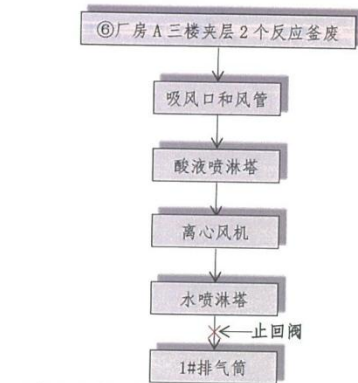 ⑥厂房 A 三楼夹层 2 个反应釜废
吸风口和风管
酸液喷淋塔
离心风机
水喷淋塔
止回阀
1#排气筒